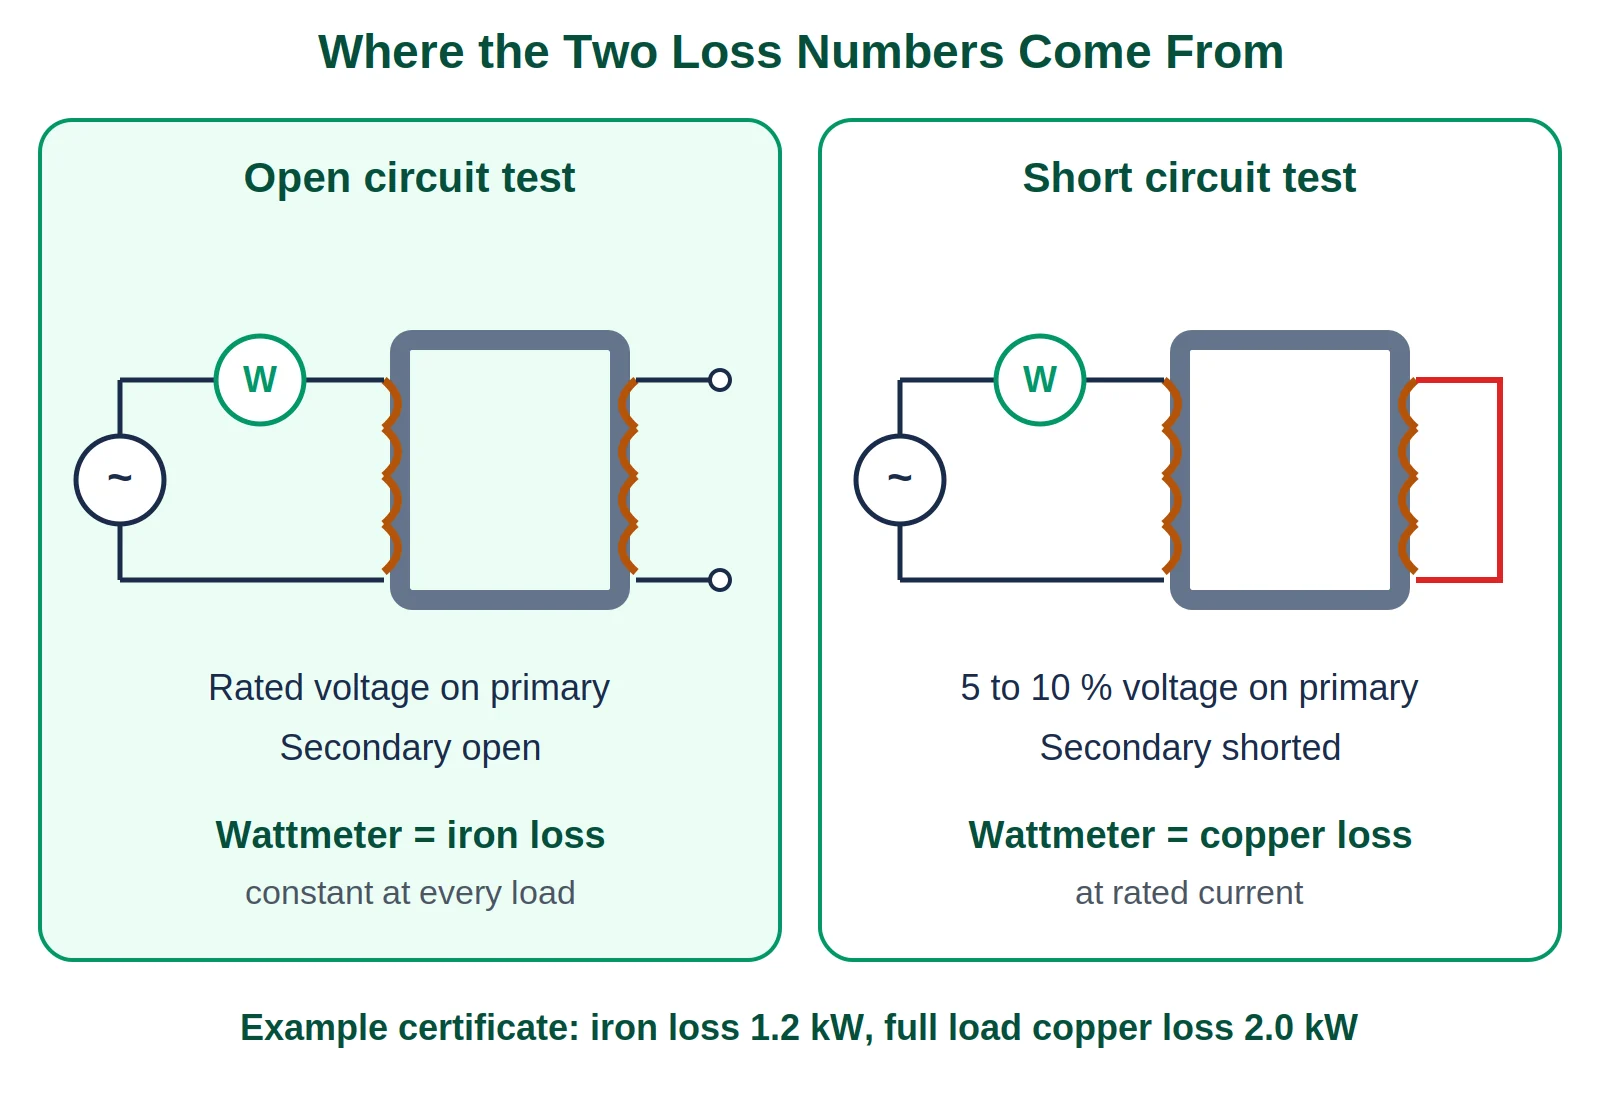 Where the Two Loss Numbers Come From
Open circuit test
W
~
Rated voltage on primary
Secondary open
Wattmeter = iron loss
constant at every load
Short circuit test
W
~
5 to 10 % voltage on primary
Secondary shorted
Wattmeter = copper loss
at rated current
Example certificate: iron loss 1.2 kW, full load copper loss 2.0 kW